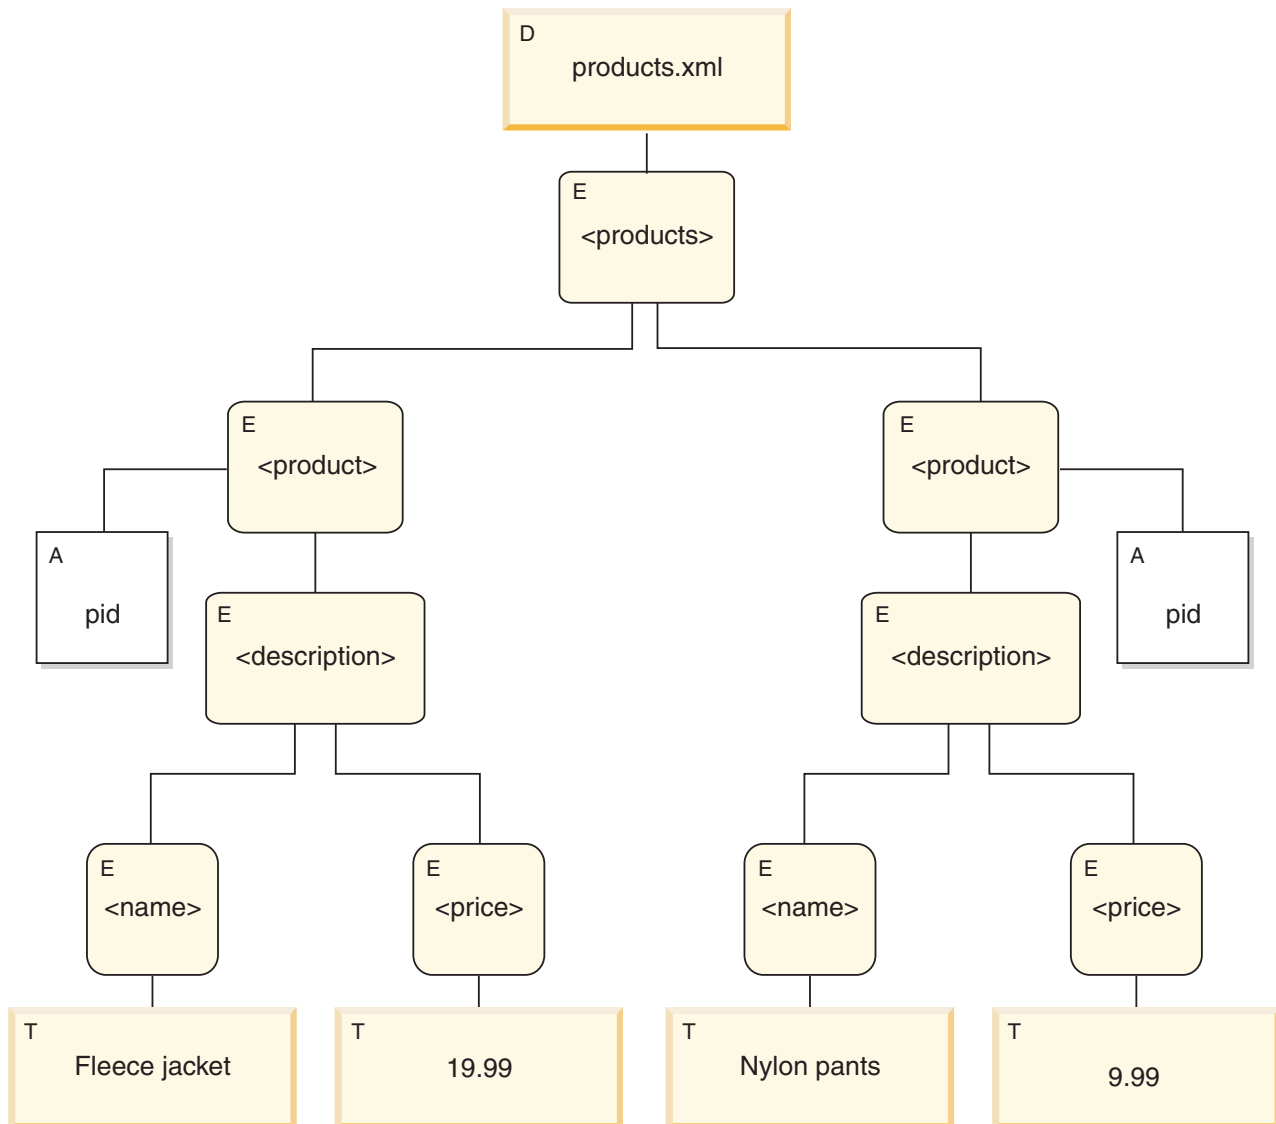 D
products.xml
E
<products>
E
<product>
E
<product>
A
pid
E
<description>
E
<description>
A
pid
E
<name>
E
<price>
E
<name>
E
<price>
T
Fleece jacket
T
19.99
T
Nylon pants
T
9.99